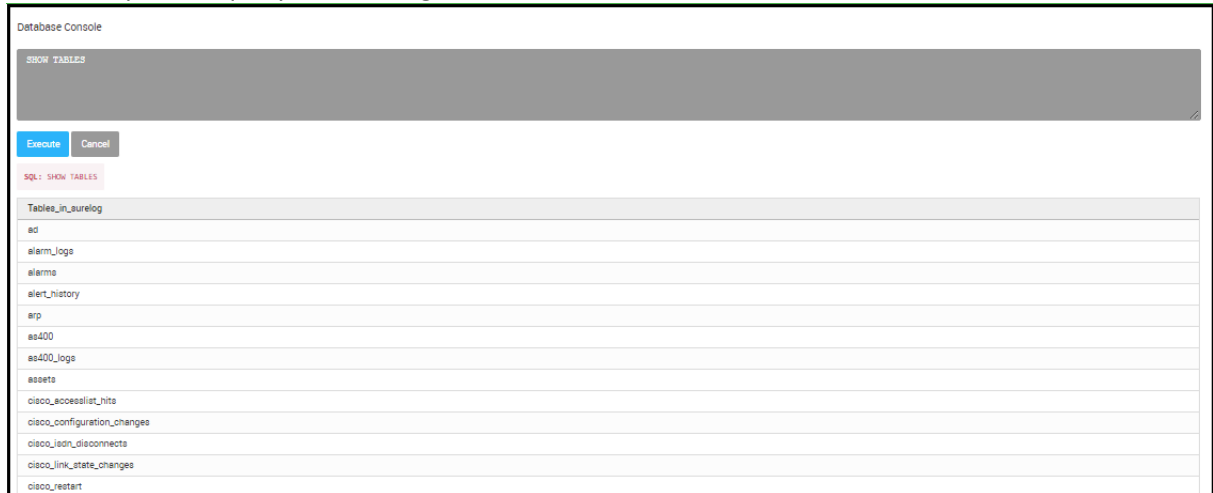 Database Console
SHOW TABLES
Execute Cancel
SQL: SHOW TABLES
Tables_in_surelog
ad
alarm_logs
alarms
alert_history
arp
as400
as400_logs
assets
cisco_accesslist_hits
cisco_configuration_changes
cisco_isdn_disconnects
cisco_link_state_changes
cisco_restart